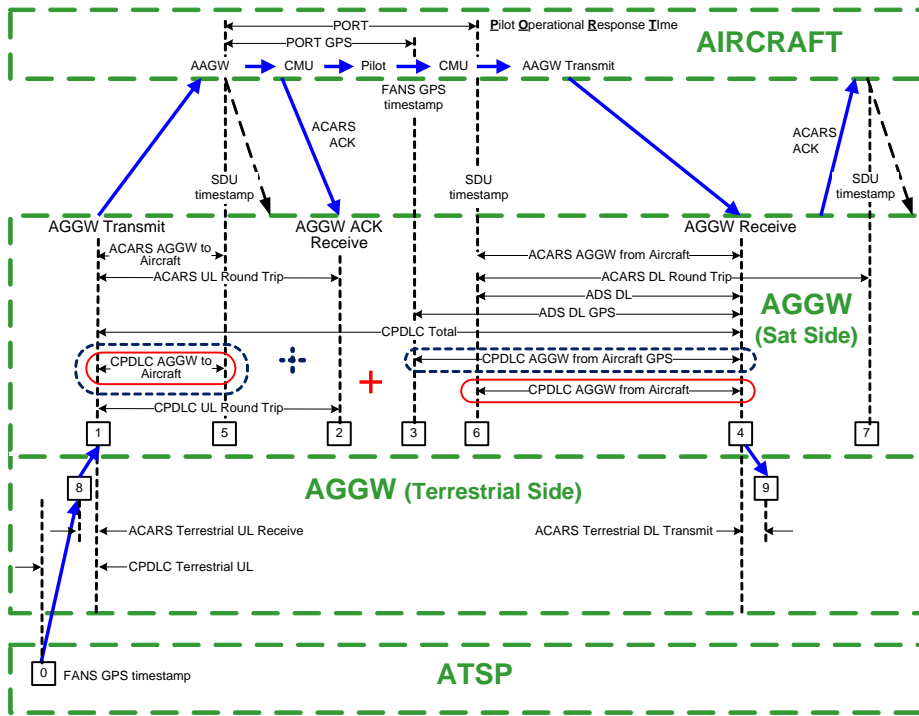 PORT
Pilot Operational Response TIme
AIRCRAFT
PORT GPS
AAGW
CMU
Pilot
CMU
AAGW Transmit
FANS GPS
timestamp
ACARS
ACK
ACARS
ACK
SDU
timestamp
SDU
timestamp
SDU
timestamp
AGGW Transmit
AGGW ACK
Receive
AGGW Receive
ACARS AGGW to
Aircraft
ACARS AGGW from Aircraft
ACARS UL Round Trip
ACARS DL Round Trip
ADS DL
AGGW
(Sat Side)
ADS DL GPS
CPDLC Total
CPDLC AGGW to
Aircraft
CPDLC AGGW from Aircraft GPS
+
+
CPDLC AGGW from Aircraft
CPDLC UL Round Trip
1
5
2
3
6
4
7
8
AGGW (Terrestrial Side)
9
ACARS Terrestrial UL Receive
ACARS Terrestrial DL Transmit
CPDLC Terrestrial UL
0
FANS GPS timestamp
ATSP